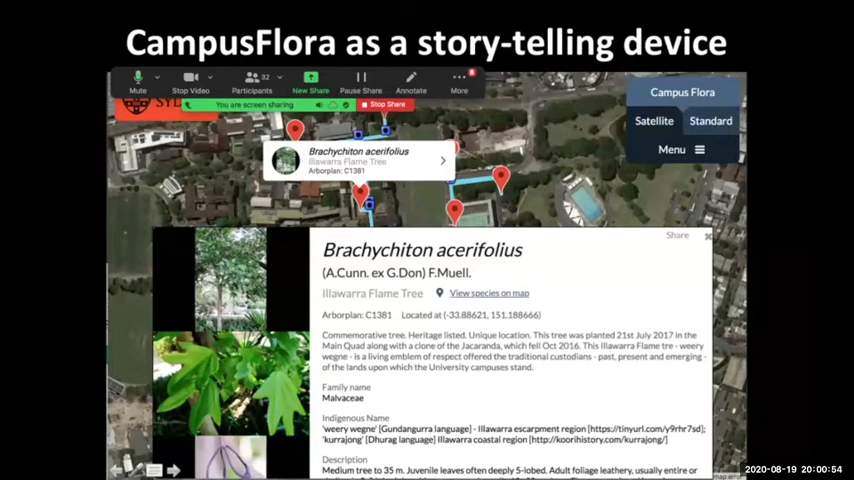 CampusFlora as a story-telling device
Mute
Stop Video
32
Participants
New Share
Pause Share
Annotate
8
More
SYD
You are screen sharing
Stop Share
Campus Flora
Satellite
Standard
Menu
Brachychiton acerifolius
Illawarra Flame Tree
Arborplan: C1381
Share
Brachychiton acerifolius
(A.Cunn. ex G.Don) F.Muell.
Illawarra Flame Tree View species on map
Arborplan: C1381 Located at (-33.88621, 151.188666)
Commemorative tree. Heritage listed. Unique location. This tree was planted 21st July 2017 in the
Main Quad along with a clone of the Jacaranda, which fell Oct 2016. This Illawarra Flame tre - weery
wegne - is a living emblem of respect offered the traditional custodians - past, present and emerging -
of the lands upon which the University campuses stand.
Family name
Malvaceae
Indigenous Name
'weery wegne' [Gundangurra language] - Illawarra escarpment region [https://tinyurl.com/y9rhr7sd];
'kurrajong' [Dhurag language] Illawarra coastal region [http://koorihistory.com/kurrajong/]
Description
Medium tree to 35 m. Juvenile leaves often deeply 5-lobed. Adult foliage leathery, usually entire or
map error
2020-08-19 20:00:54